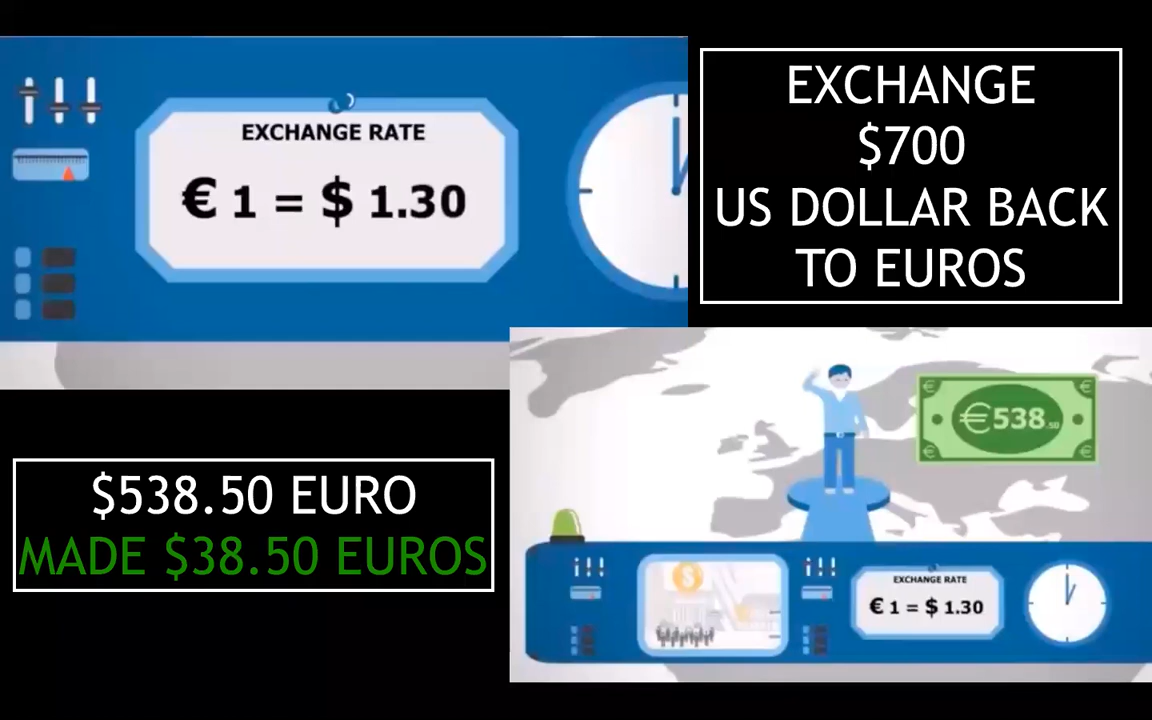 EXCHANGE RATE
€ 1 = $ 1.30
EXCHANGE
$700
US DOLLAR BACK
TO EUROS
$538.50 EURO
MADE $38.50 EUROS
€538.50
EXCHANGE RATE
€ 1 = $ 1.30